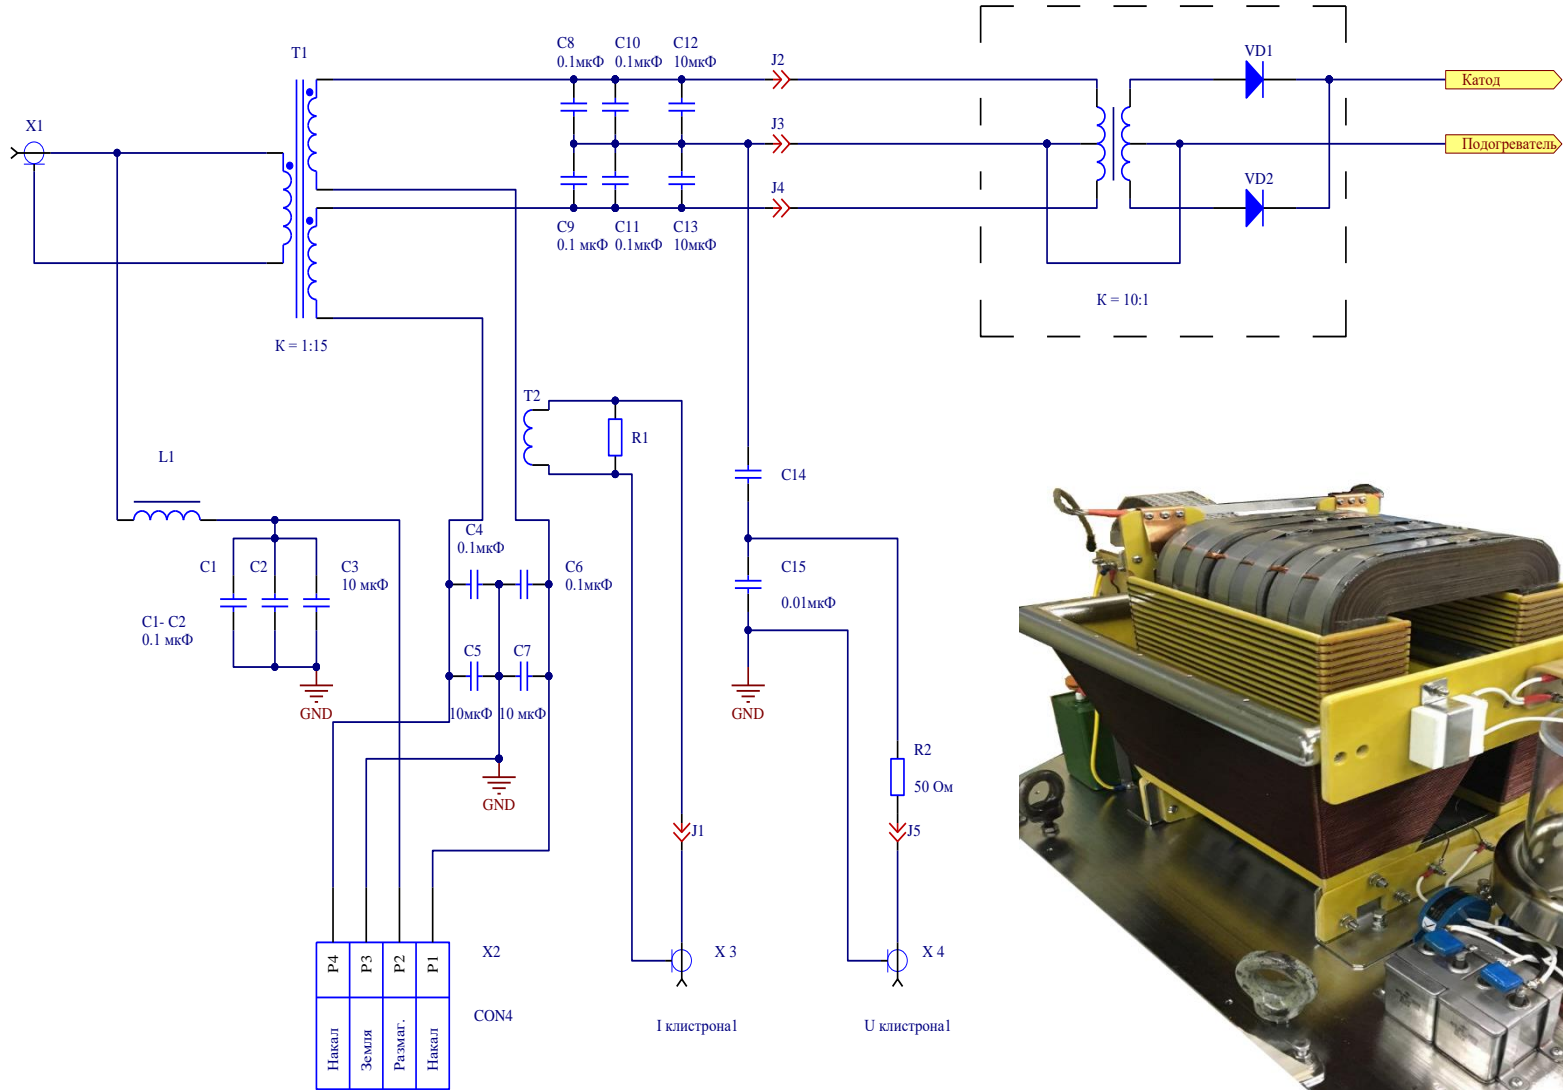 C8
0.1мкФ
C10
0.1мкФ
C12
10мкФ
J2
VD1
T1
Катод
X1
J3
Подогреватель
J4
VD2
C9
0.1 мкФ
C11
0.1мкФ
C13
10мкФ
K = 10:1
K = 1:15
T2
R1
L1
C14
C4
0.1мкФ
C1
C2
C3
10 мкФ
C6
0.1мкФ
C15
0.01мкФ
C1- C2
0.1 мкФ
C5
C7
10мкФ
10 мкФ
GND
GND
R2
50 Ом
GND
J1
J5
P4
P3
P2
P1
X2
X 3
X 4
Накал
Земля
Размаг.
Накал
CON4
I клистрона1
U клистрона1